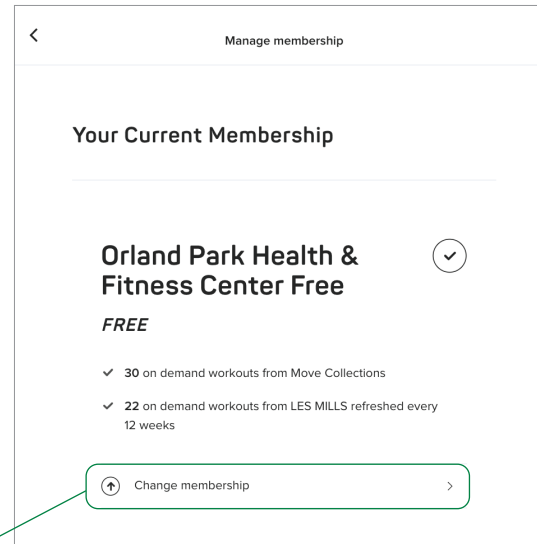 Manage membership
Your Current Membership
Orland Park Health &
Fitness Center Free
FREE
30 on demand workouts from Move Collections
22 on demand workouts from LES MILLS refreshed every
12 weeks
Change membership